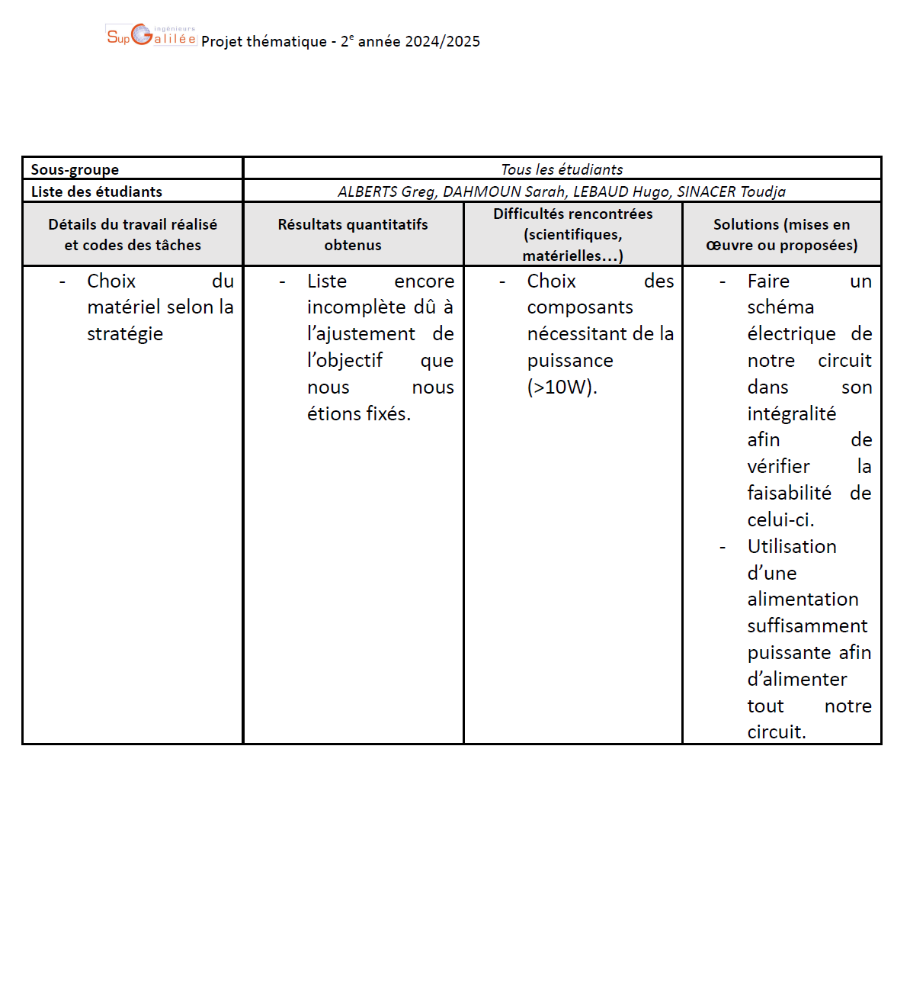 ingénieurs
Sup Galilée Projet thématique - 2e année 2024/2025
Sous-groupe
Tous les étudiants
Liste des étudiants
ALBERTS Greg, DAHMOUN Sarah, LEBAUD Hugo, SINACER Toudja
Détails du travail réalisé
et codes des tâches
Résultats quantitatifs
obtenus
Difficultés rencontrées
(scientifiques,
matérielles…)
Solutions (mises en
œuvre ou proposées)
- Choix du
matériel selon la
stratégie
- Liste encore
incomplète dû à
l’ajustement de
l’objectif que
nous nous
étions fixés.
- Choix des
composants
nécessitant de la
puissance
(>10W).
- Faire un
schéma
électrique de
notre circuit
dans son
intégralité
afin de
vérifier la
faisabilité de
celui-ci.
- Utilisation
d’une
alimentation
suffisamment
puissante afin
d’alimenter
tout notre
circuit.